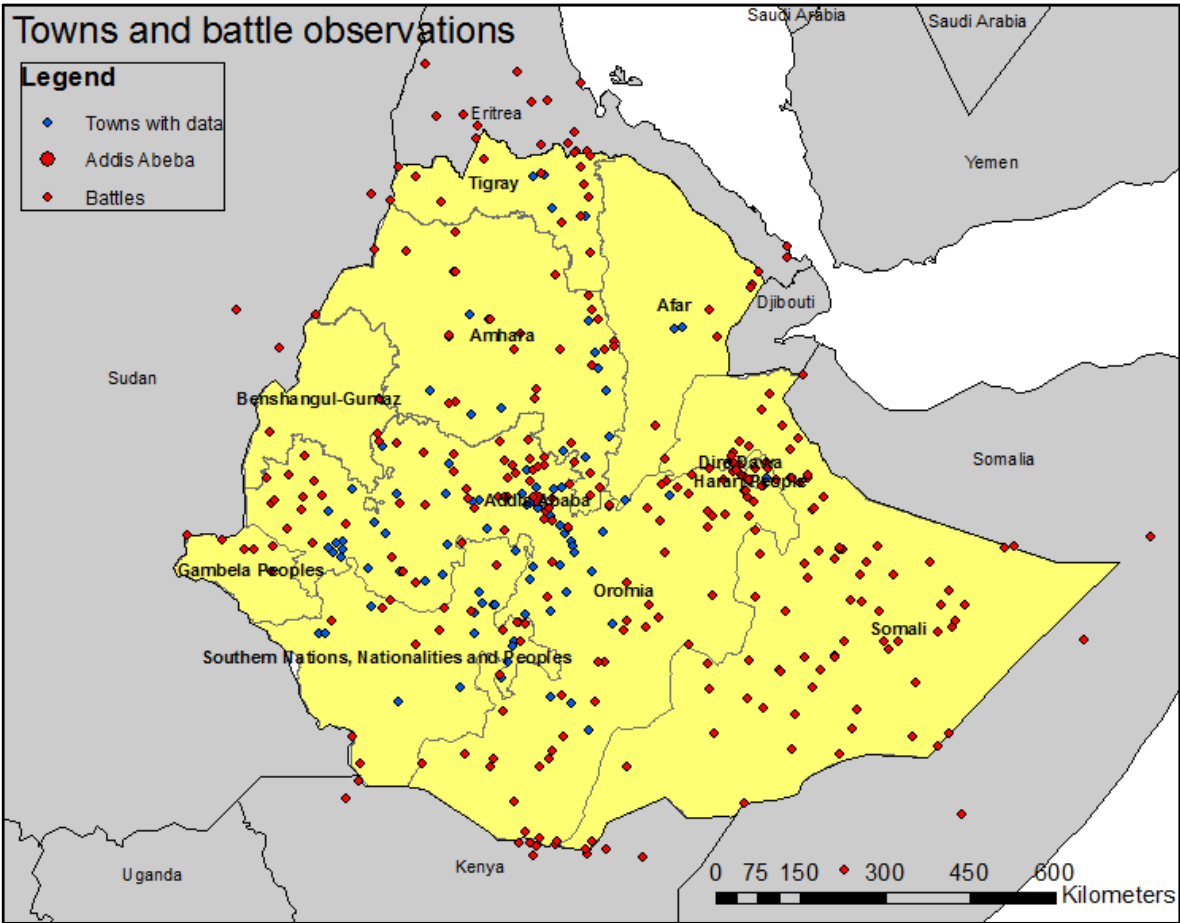 Towns and battle observations
Legend
Towns with data
Addis Abeba
Battles
Saudi Arabia
Saudi Arabia
Eritrea
Yemen
Tigray
Afar
Djibouti
Amhara
Sudan
Benshangul-Gumaz
Dire Dawa
Harari People
Somalia
Addis Ababa
Gambela Peoples
Oromia
Somali
Southern Nations, Nationalities and Peoples
Kenya
Uganda
0 75 150 300 450 600
Kilometers